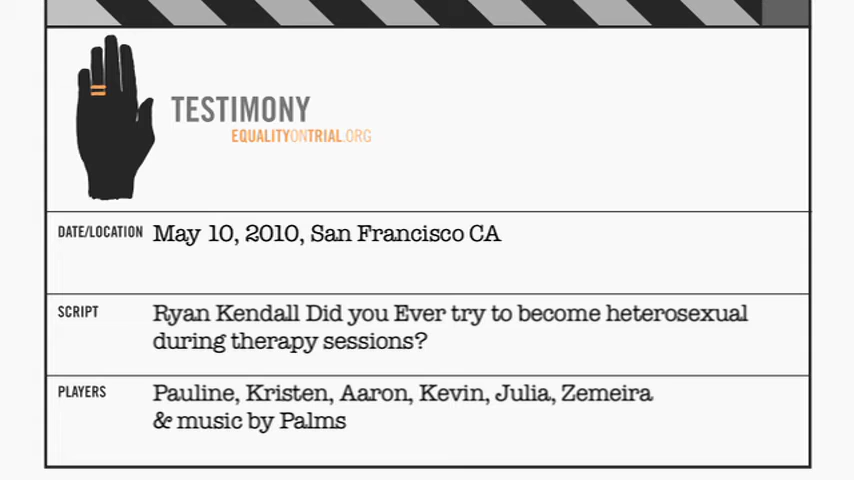 TESTIMONY
EQUALITYONTRIAL.ORG
DATE/LOCATION May 10, 2010, San Francisco CA
SCRIPT Ryan Kendall Did you Ever try to become heterosexual
during therapy sessions?
PLAYERS Pauline, Kristen, Aaron, Kevin, Julia, Zemeira
& music by Palms